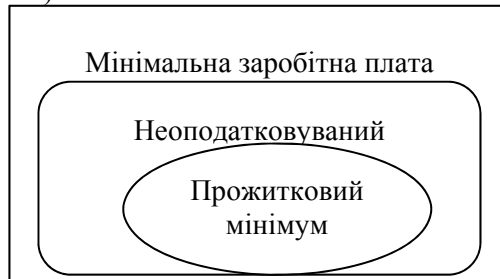 Мінімальна заробітна плата
Неоподатковуваний
Прожитковий
мінімум